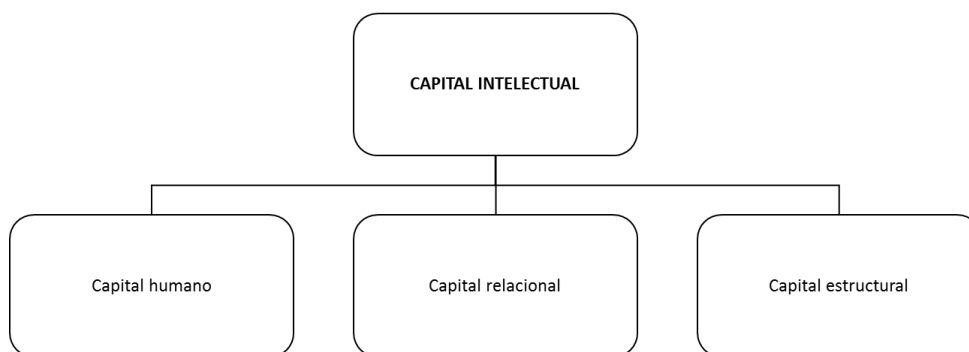 CAPITAL INTELECTUAL
Capital humano
Capital relacional
Capital estructural